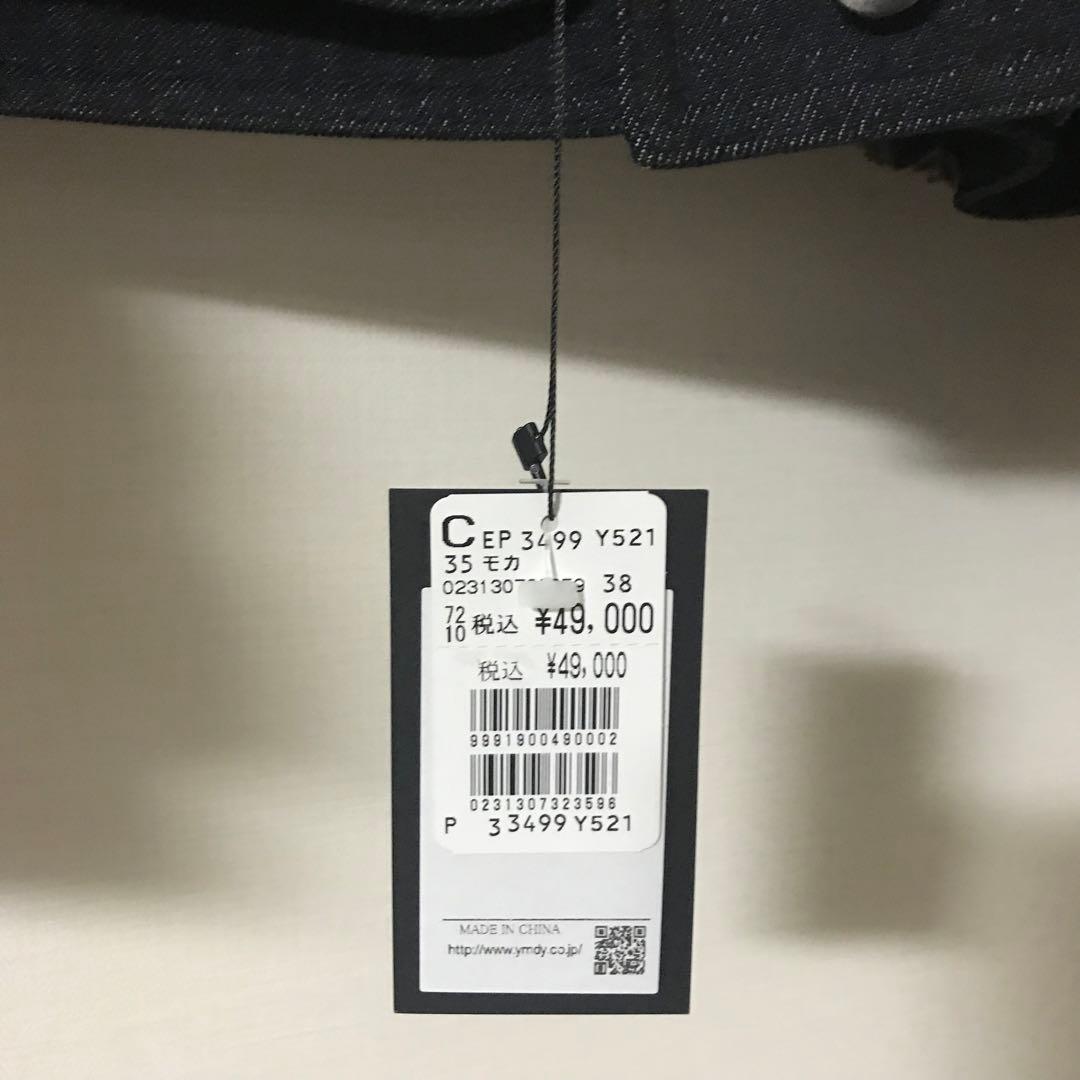 C EP 3499 Y521
35 モカ
38
72
10 税込 ¥49,000
税込 ¥49,000
9991900490002
0231307323596
P 33499 Y521
MADE IN CHINA
http://www.ymdy.co.jp/